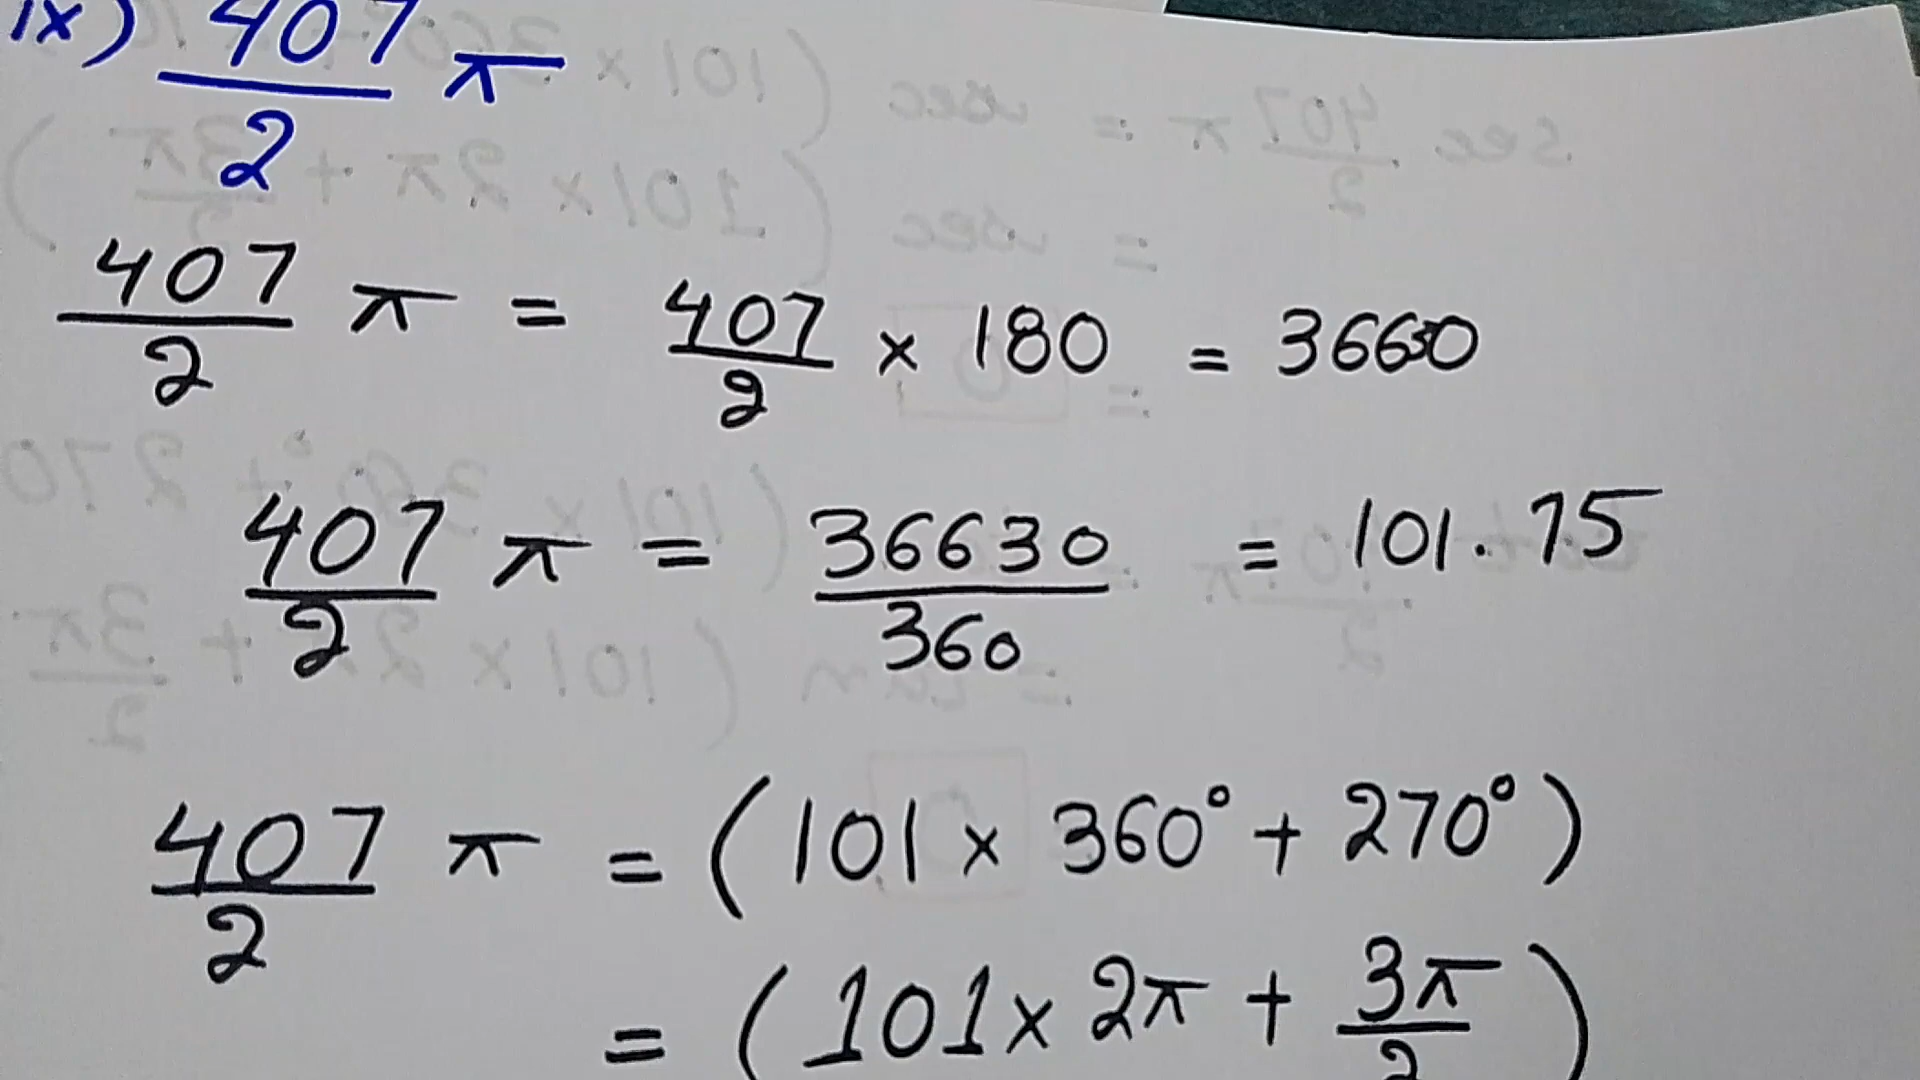 ix) 407/2 π
407/2 π = 407/2 × 180 = 36630
407/2 π = 36630/360 = 101.75
407/2 π = (101 × 360° + 270°)
= (101 × 2π + 3π/2)